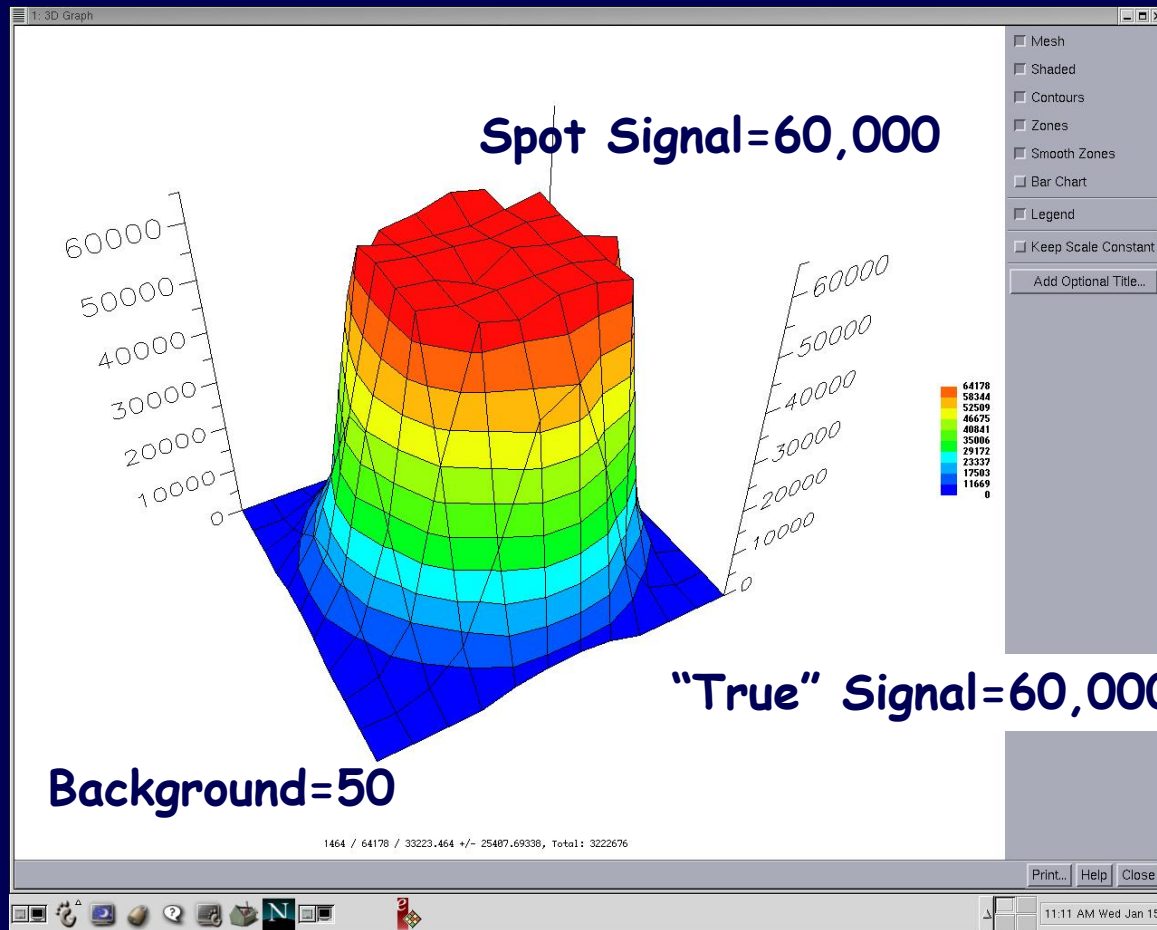 1: 3D Graph
Mesh
Shaded
Contours
Zones
Smooth Zones
Bar Chart
Legend
Keep Scale Constant
Add Optional Title...
Spot Signal=60,000
60000
50000
40000
30000
20000
10000
0
60000
50000
40000
30000
20000
10000
0
64178
58344
52509
46675
40841
35006
29172
23337
17503
11669
0
“True” Signal=60,000
Background=50
1464 / 64178 / 33223.464 +/- 25407.69338, Total: 3222676
Print...
Help
Close
N
11:11 AM Wed Jan 15